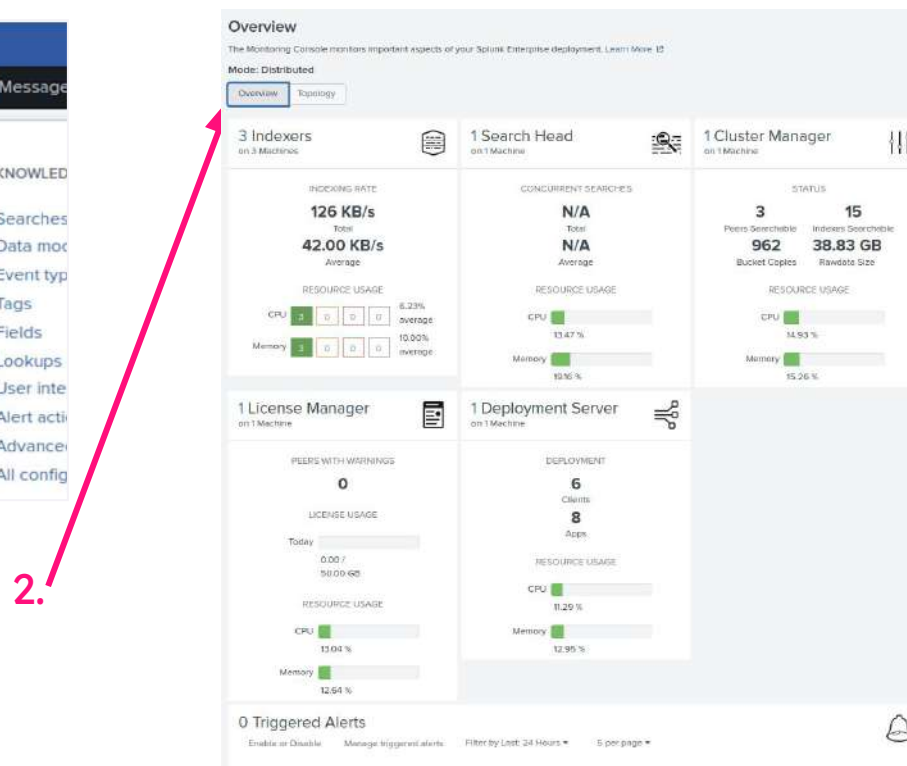 Message
KNOWLED
Searches
Data mod
Event typ
Tags
Fields
Lookups
User inte
Alert acti
Advance
All config
2.
Overview
The Monitoring Console monitors important aspects of your Splunk Enterprise deployment. Learn More
Mode: Distributed
Overview Topology
3 Indexers
on 3 Machines
INDEXING RATE
126 KB/s
Total
42.00 KB/s
Average
RESOURCE USAGE
CPU 3 0 0 0 6.23% average
Memory 3 0 0 0 10.00% average
1 Search Head
on 1 Machine
CONCURRENT SEARCHES
N/A
Total
N/A
Average
RESOURCE USAGE
CPU
13.47 %
Memory
19.16 %
1 Cluster Manager
on 1 Machine
STATUS
3 15
Peers Searchable Indexes Searchable
962 38.83 GB
Bucket Copies Rawdata Size
RESOURCE USAGE
CPU
14.93 %
Memory
15.26 %
1 License Manager
on 1 Machine
PEERS WITH WARNINGS
0
LICENSE USAGE
Today
0.00 /
50.00 GB
RESOURCE USAGE
CPU
13.04 %
Memory
12.64 %
1 Deployment Server
on 1 Machine
DEPLOYMENT
6
Clients
8
Apps
RESOURCE USAGE
CPU
11.29 %
Memory
12.95 %
0 Triggered Alerts
Enable or Disable Manage triggered alerts Filter by Last: 24 Hours 5 per page